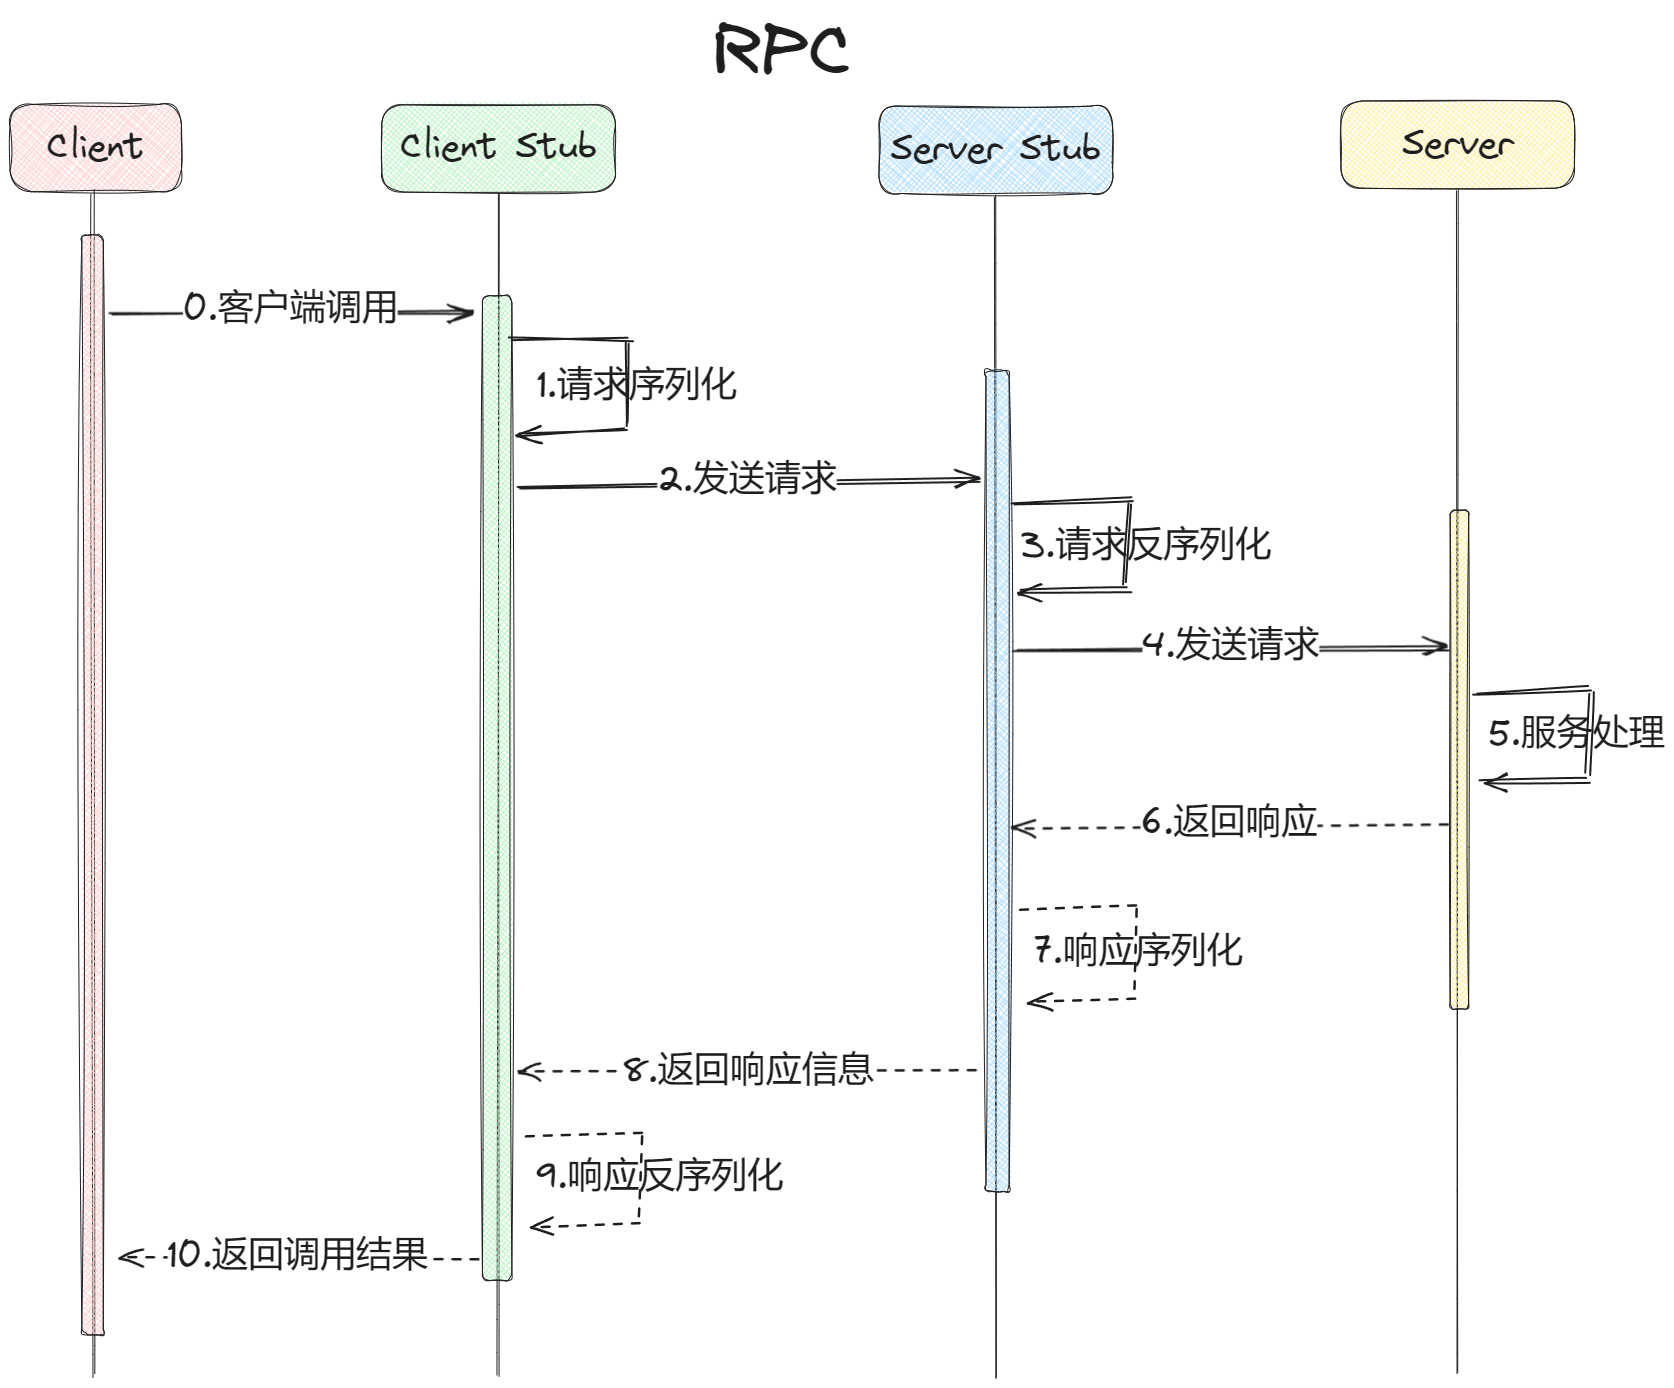 RPC
Client
Client Stub
Server Stub
Server
0.客户端调用
1.请求序列化
2.发送请求
3.请求反序列化
4.发送请求
5.服务处理
6.返回响应
7.响应序列化
8.返回响应信息
9.响应反序列化
10.返回调用结果